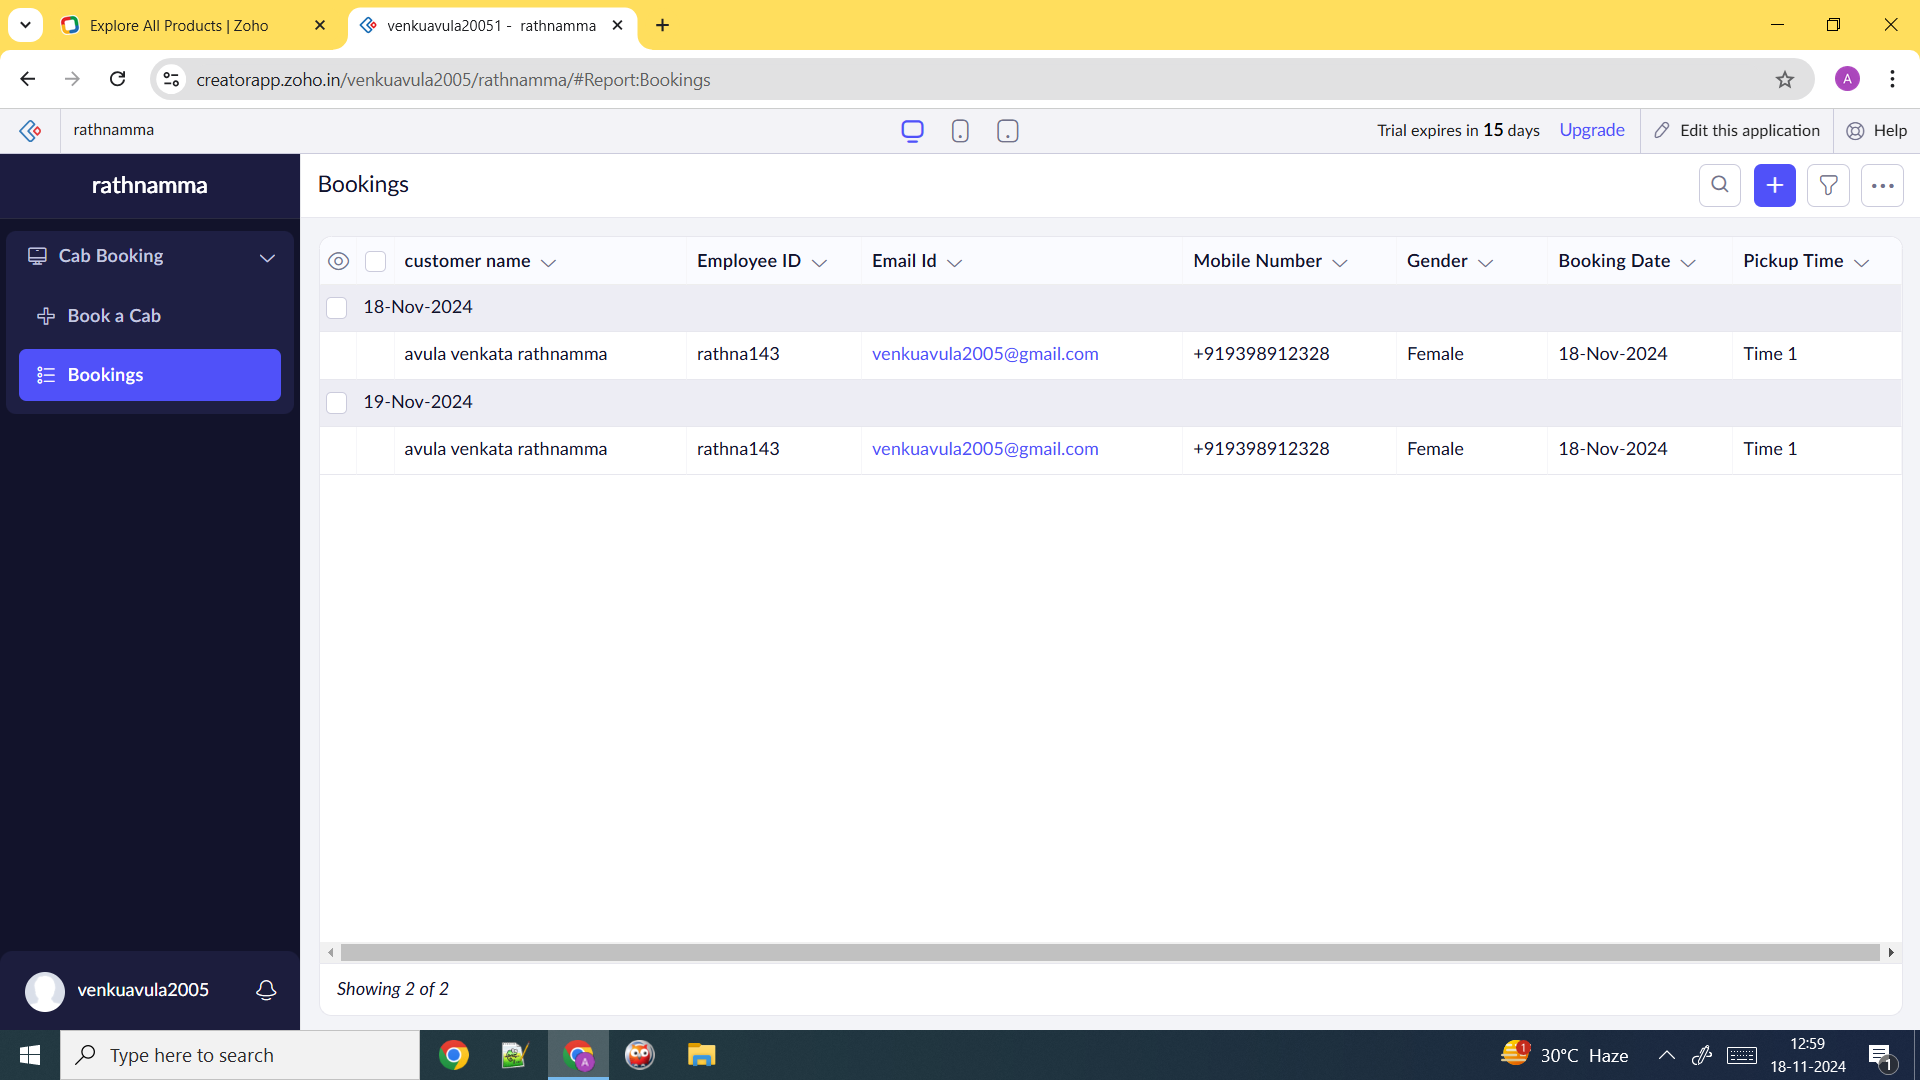 Explore All Products | Zoho
venkuavula20051 - rathnamma
creatorapp.zoho.in/venkuavula2005/rathnamma/#Report:Bookings
A
rathnamma
Trial expires in 15 days Upgrade Edit this application Help
rathnamma
Bookings
Cab Booking
Book a Cab
Bookings
customer name Employee ID Email Id Mobile Number Gender Booking Date Pickup Time
18-Nov-2024
avula venkata rathnamma rathna143 venkuavula2005@gmail.com +919398912328 Female 18-Nov-2024 Time 1
19-Nov-2024
avula venkata rathnamma rathna143 venkuavula2005@gmail.com +919398912328 Female 18-Nov-2024 Time 1
Showing 2 of 2
venkuavula2005
Type here to search
A
1
30°C Haze
12:59
18-11-2024
1